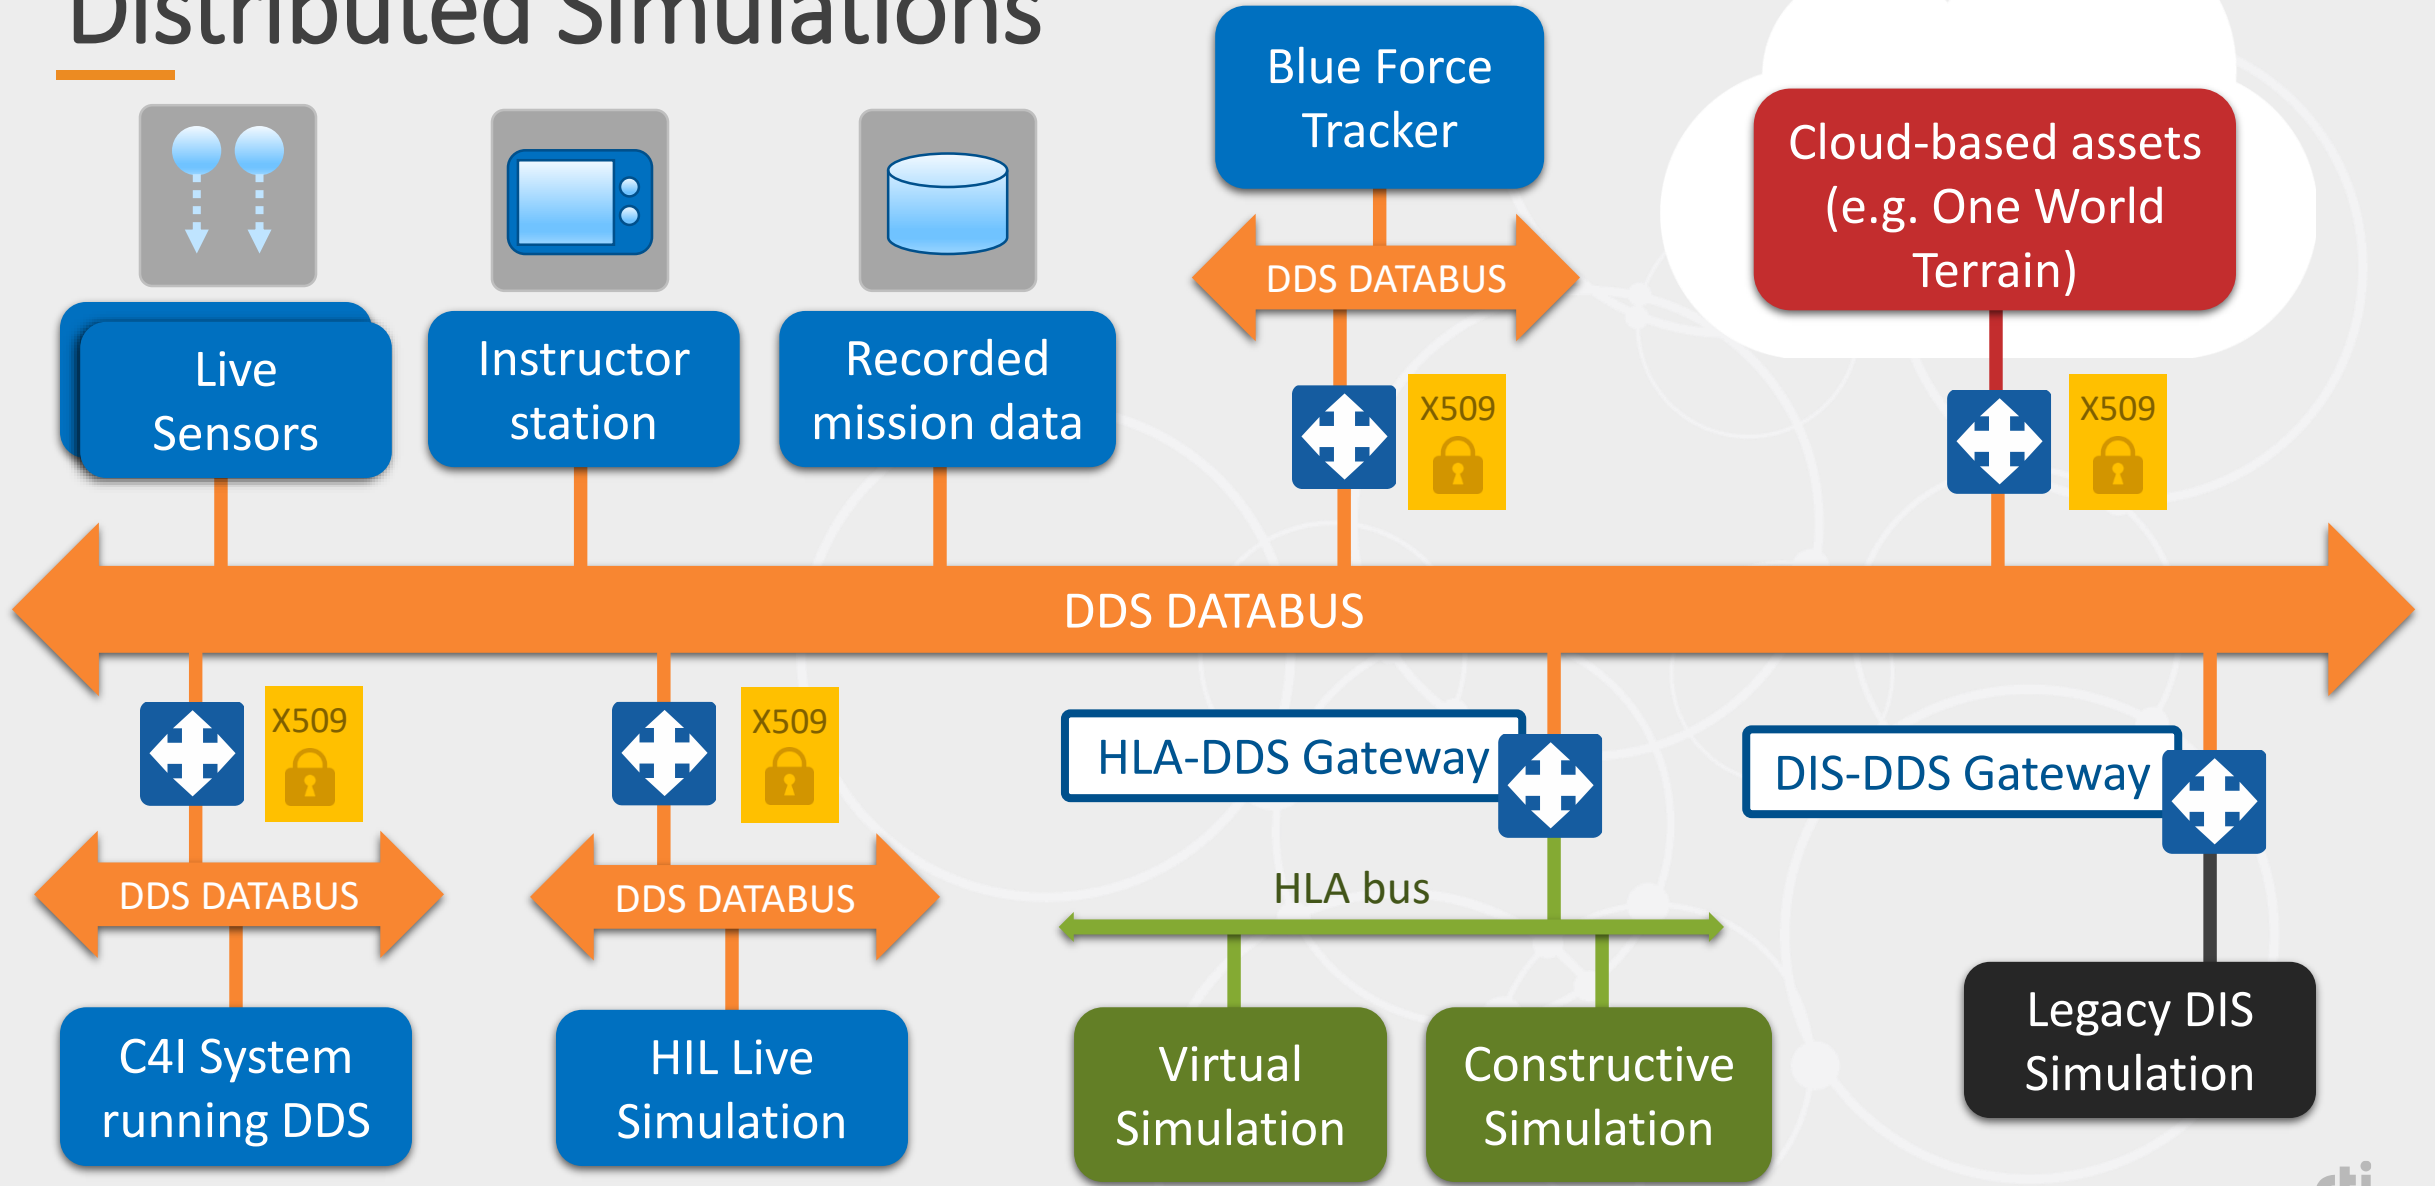 Distributed Simulations
Blue Force
Tracker
Cloud-based assets
(e.g. One World
Terrain)
DDS DATABUS
Live
Sensors
Instructor
station
Recorded
mission data
X509
X509
DDS DATABUS
X509
X509
HLA-DDS Gateway
DIS-DDS Gateway
DDS DATABUS
DDS DATABUS
HLA bus
C4I System
running DDS
HIL Live
Simulation
Virtual
Simulation
Constructive
Simulation
Legacy DIS
Simulation